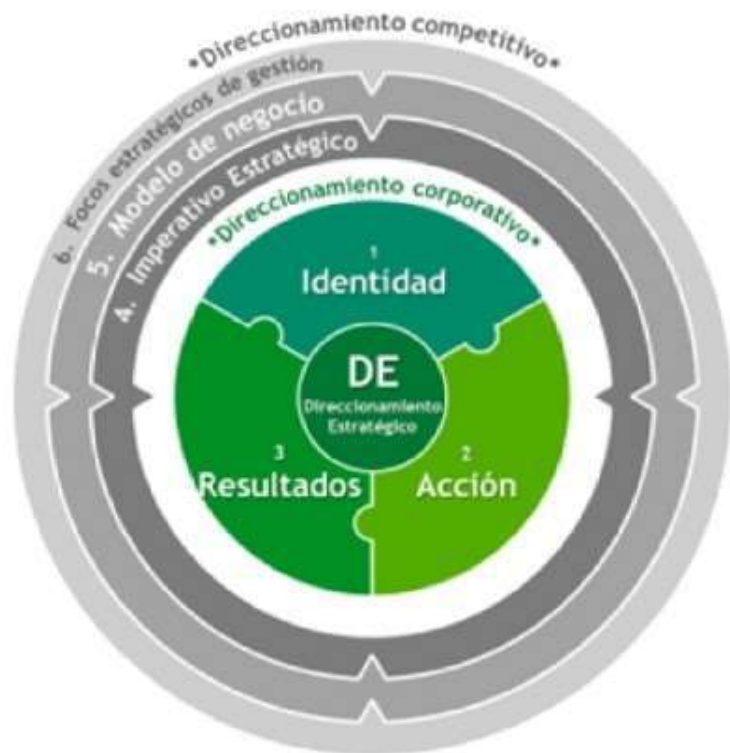 *Direccionamiento competitivo*
6. Focos estratégicos de gestión
5. Modelo de negocio
4. Imperativo Estratégico
*Direccionamiento corporativo*
1
Identidad
DE
Direccionamiento
Estratégico
3
Resultados
2
Acción